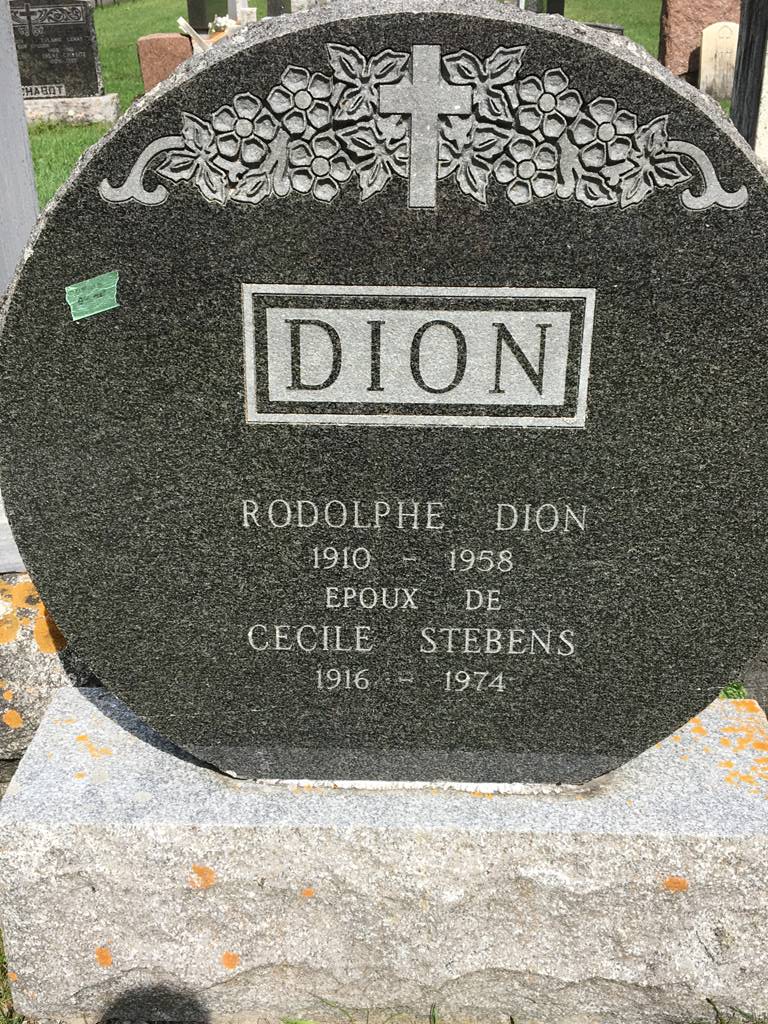 DION
RODOLPHE DION
1910 - 1958
EPOUX DE
CECILE STEBENS
1916 - 1974